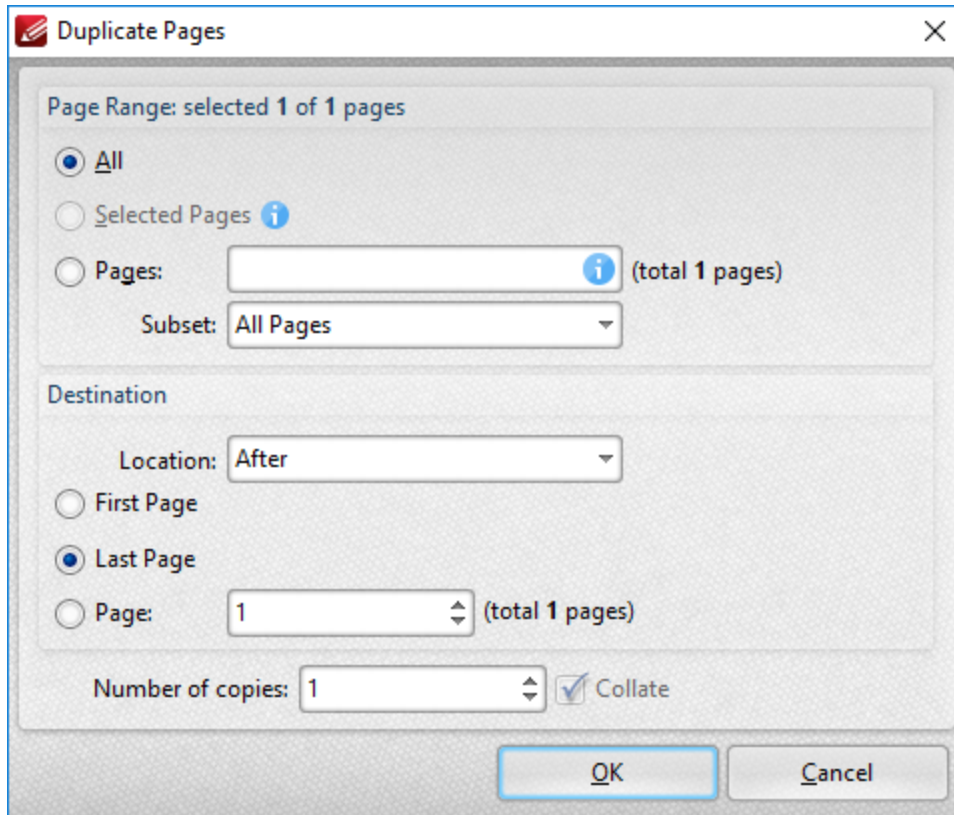 Duplicate Pages
Page Range: selected 1 of 1 pages
All
Selected Pages
Pages: (total 1 pages)
Subset: All Pages
Destination
Location: After
First Page
Last Page
Page: 1 (total 1 pages)
Number of copies: 1 Collate
OK Cancel